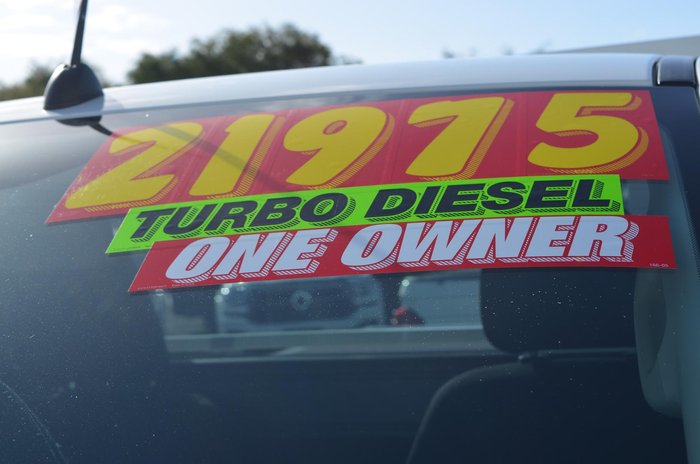 21975
TURBO DIESEL
ONE OWNER